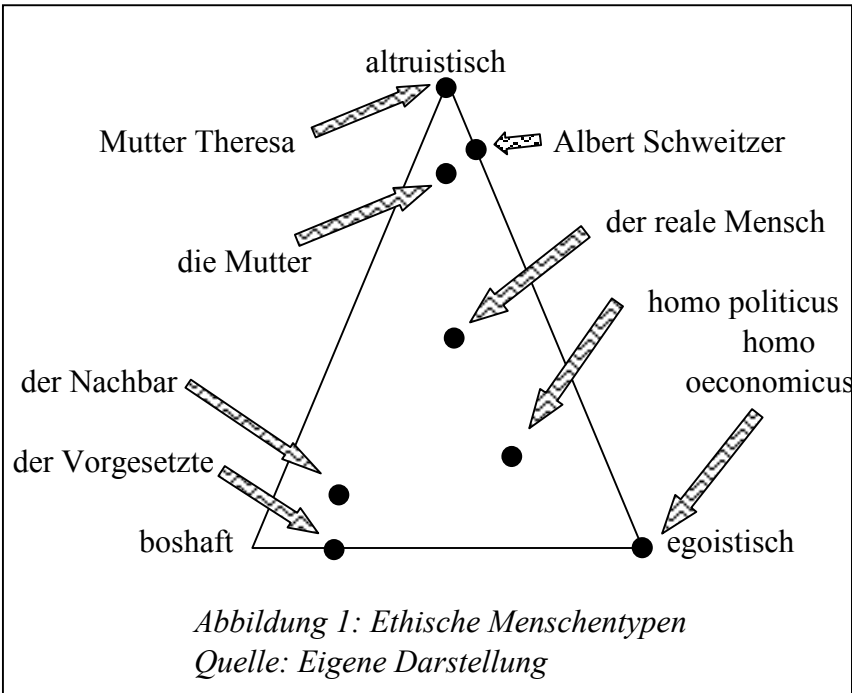 altruistisch
Mutter Theresa
Albert Schweitzer
die Mutter
der reale Mensch
homo politicus
homo
oeconomicus
der Nachbar
der Vorgesetzte
boshaft
egoistisch
Abbildung 1: Ethische Menschentypen
Quelle: Eigene Darstellung